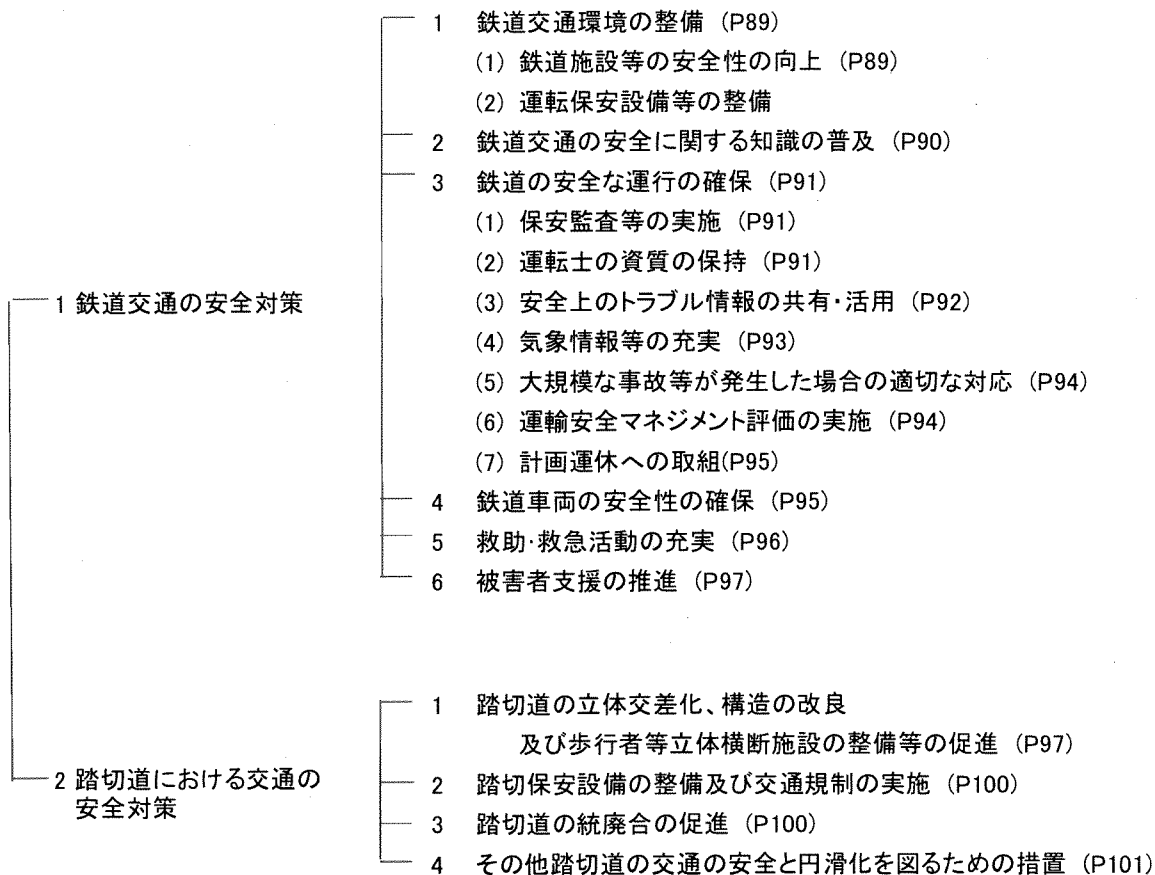 1 鉄道交通の安全対策
1 鉄道交通環境の整備 (P89)
(1) 鉄道施設等の安全性の向上 (P89)
(2) 運転保安設備等の整備
2 鉄道交通の安全に関する知識の普及 (P90)
3 鉄道の安全な運行の確保 (P91)
(1) 保安監査等の実施 (P91)
(2) 運転士の資質の保持 (P91)
(3) 安全上のトラブル情報の共有・活用 (P92)
(4) 気象情報等の充実 (P93)
(5) 大規模な事故等が発生した場合の適切な対応 (P94)
(6) 運輸安全マネジメント評価の実施 (P94)
(7) 計画運休への取組(P95)
4 鉄道車両の安全性の確保 (P95)
5 救助・救急活動の充実 (P96)
6 被害者支援の推進 (P97)
2 踏切道における交通の
安全対策
1 踏切道の立体交差化、構造の改良
及び歩行者等立体横断施設の整備等の促進 (P97)
2 踏切保安設備の整備及び交通規制の実施 (P100)
3 踏切道の統廃合の促進 (P100)
4 その他踏切道の交通の安全と円滑化を図るための措置 (P101)